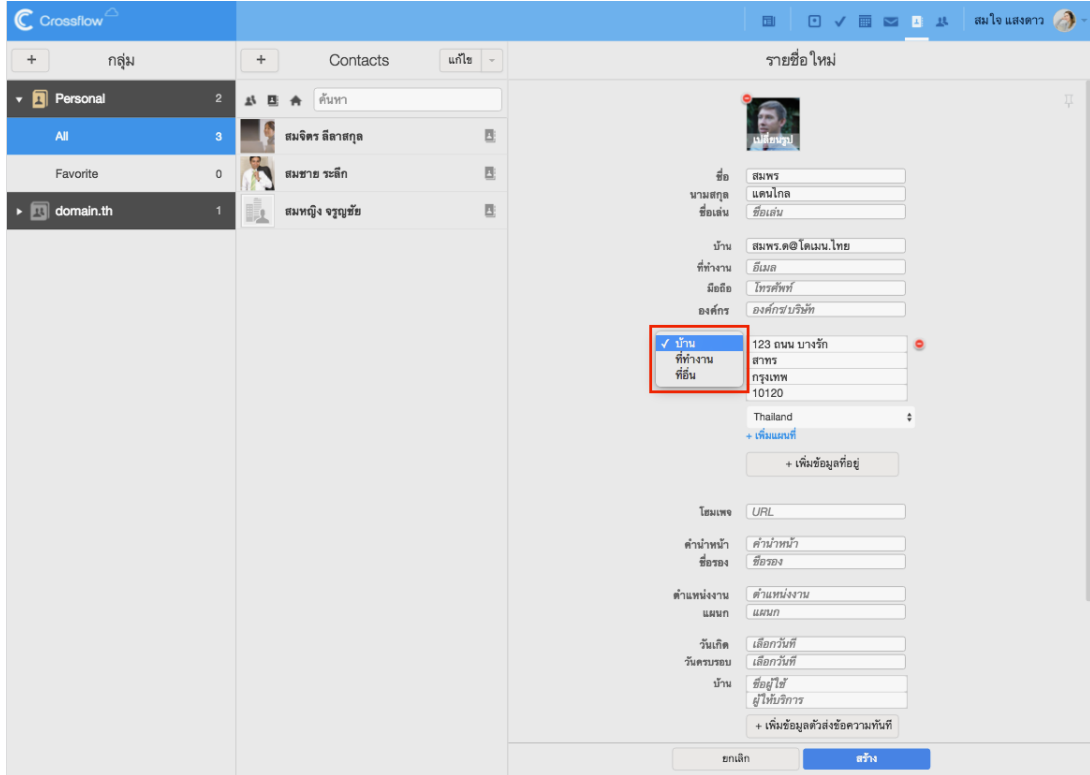 Crossflow
สมใจ แสงดาว
+ กลุ่ม
+ Contacts แก้ไข
รายชื่อใหม่
Personal 2
All 3
Favorite 0
domain.th 1
ค้นหา
สมจิตร ลีลาสกุล
สมชาย ระลึก
สมหญิง จรูญชัย
เปลี่ยนรูป
ชื่อ สมพร
นามสกุล แดนไกล
ชื่อเล่น ชื่อเล่น
บ้าน สมพร.ด@โดเมน.ไทย
ที่ทำงาน อีเมล
มือถือ โทรศัพท์
องค์กร องค์กร/บริษัท
✓ บ้าน 123 ถนน บางรัก
ที่ทำงาน สาทร
ที่อื่น กรุงเทพ
10120
Thailand
+ เพิ่มแผนที่
+ เพิ่มข้อมูลที่อยู่
โฮมเพจ URL
คำนำหน้า คำนำหน้า
ชื่อรอง ชื่อรอง
ตำแหน่งงาน ตำแหน่งงาน
แผนก แผนก
วันเกิด เลือกวันที่
วันครบรอบ เลือกวันที่
บ้าน ชื่อผู้ใช้
ผู้ให้บริการ
+ เพิ่มข้อมูลตัวส่งข้อความทันที
ยกเลิก สร้าง